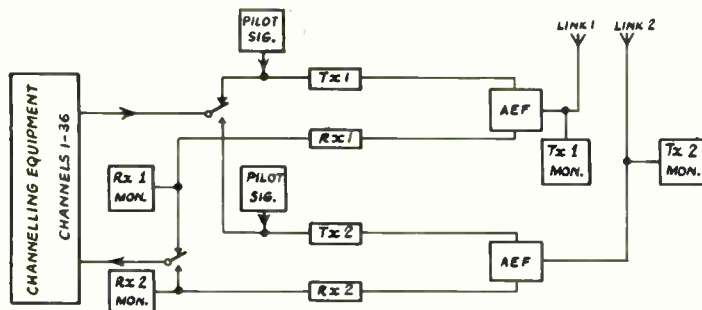 PILOT
SIG.
LINK 1
LINK 2
CHANNELLING EQUIPMENT
CHANNELS 1-36
Tx 1
AEF
Rx 1
Tx 1
MON.
Tx 2
MON.
Rx 1
MON.
PILOT
SIG.
Tx 2
AEF
Rx 2
MON.
Rx 2